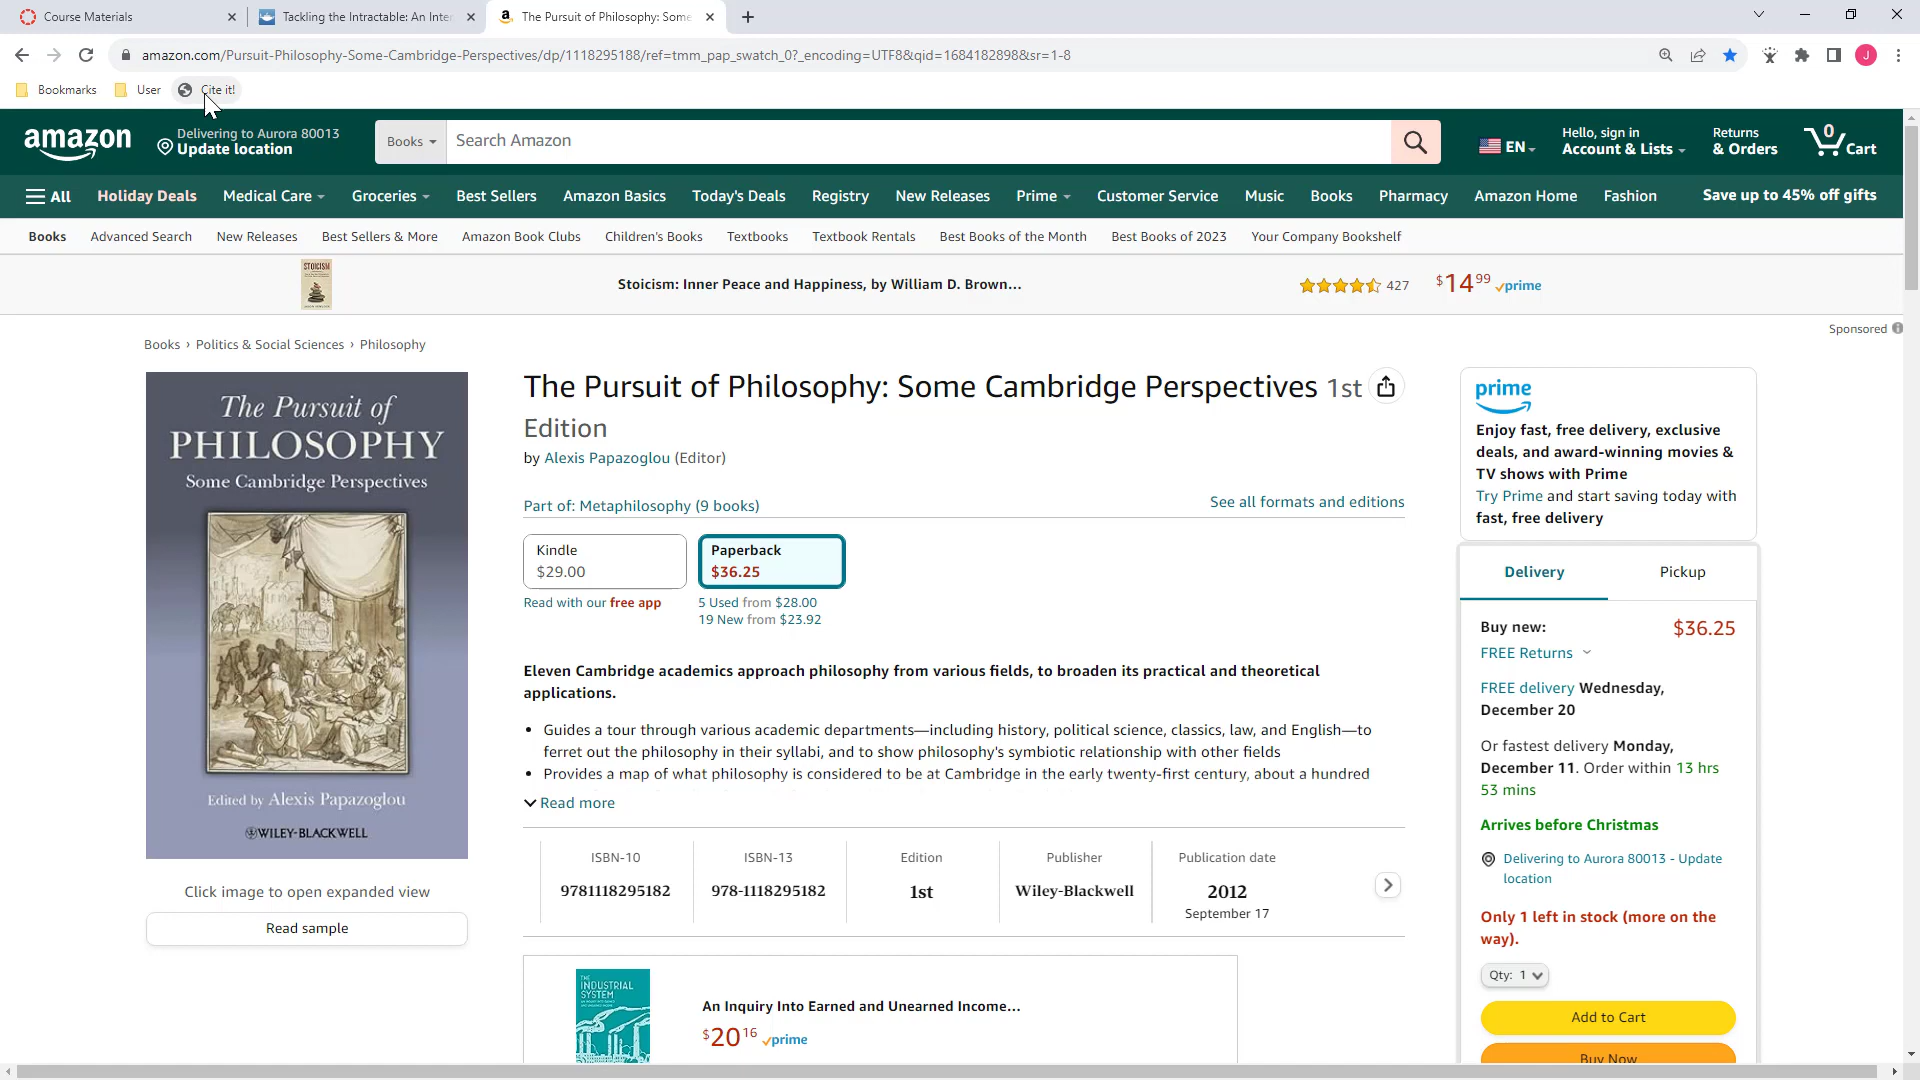 Course Materials
Tackling the Intractable: An Inter
The Pursuit of Philosophy: Some
amazon.com/Pursuit-Philosophy-Some-Cambridge-Perspectives/dp/1118295188/ref=tmm_pap_swatch_0?_encoding=UTF8&qid=1684182898&sr=1-8
J
Bookmarks
User
Cite it!
amazon
Delivering to Aurora 80013
Update location
Books
Search Amazon
EN
Hello, sign in
Account & Lists
Returns
& Orders
0
Cart
All
Holiday Deals
Medical Care
Groceries
Best Sellers
Amazon Basics
Today's Deals
Registry
New Releases
Prime
Customer Service
Music
Books
Pharmacy
Amazon Home
Fashion
Save up to 45% off gifts
Books
Advanced Search
New Releases
Best Sellers & More
Amazon Book Clubs
Children's Books
Textbooks
Textbook Rentals
Best Books of the Month
Best Books of 2023
Your Company Bookshelf
STOICISM
Stoicism: Inner Peace and Happiness, by William D. Brown…
427
$14 99 prime
Sponsored
Books › Politics & Social Sciences › Philosophy
The Pursuit of
PHILOSOPHY
Some Cambridge Perspectives
Edited by Alexis Papazoglou
WILEY-BLACKWELL
Click image to open expanded view
Read sample
The Pursuit of Philosophy: Some Cambridge Perspectives 1st
Edition
by Alexis Papazoglou (Editor)
Part of: Metaphilosophy (9 books)
See all formats and editions
Kindle
$29.00
Read with our free app
Paperback
$36.25
5 Used from $28.00
19 New from $23.92
Eleven Cambridge academics approach philosophy from various fields, to broaden its practical and theoretical
applications.
• Guides a tour through various academic departments—including history, political science, classics, law, and English—to
ferret out the philosophy in their syllabi, and to show philosophy's symbiotic relationship with other fields
• Provides a map of what philosophy is considered to be at Cambridge in the early twenty-first century, about a hundred
Read more
ISBN-10
9781118295182
ISBN-13
978-1118295182
Edition
1st
Publisher
Wiley-Blackwell
Publication date
2012
September 17
THE
INDUSTRIAL
SYSTEM
An Inquiry Into Earned and Unearned Income…
$20 16 prime
prime
Enjoy fast, free delivery, exclusive
deals, and award-winning movies &
TV shows with Prime
Try Prime and start saving today with
fast, free delivery
Delivery
Pickup
Buy new:
$36.25
FREE Returns
FREE delivery Wednesday,
December 20
Or fastest delivery Monday,
December 11. Order within 13 hrs
53 mins
Arrives before Christmas
Delivering to Aurora 80013 - Update
location
Only 1 left in stock (more on the
way).
Qty: 1
Add to Cart
Buy Now